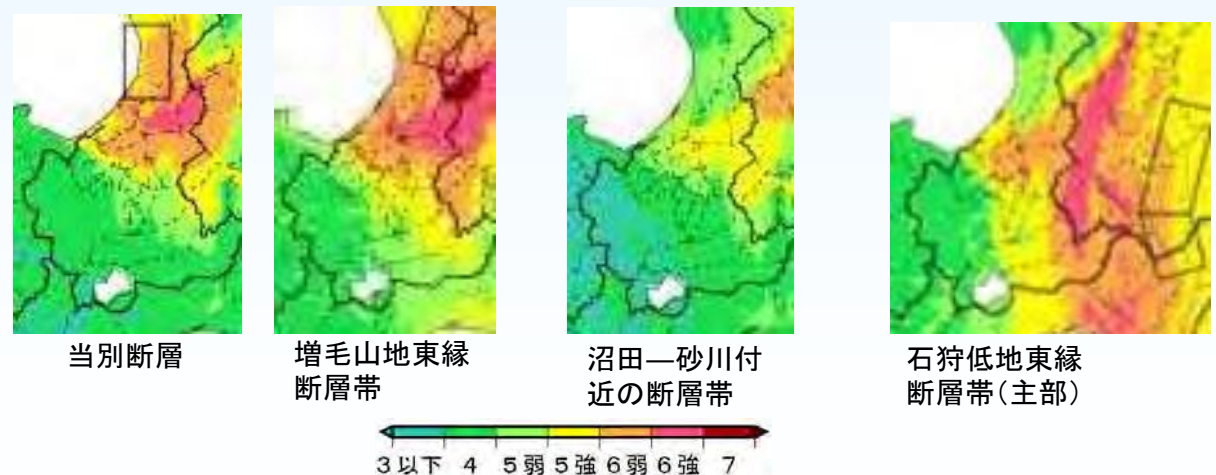 当別断層
増毛山地東縁
断層帯
沼田―砂川付
近の断層帯
石狩低地東縁
断層帯（主部）
3以下 4 5弱 5強 6弱 6強 7